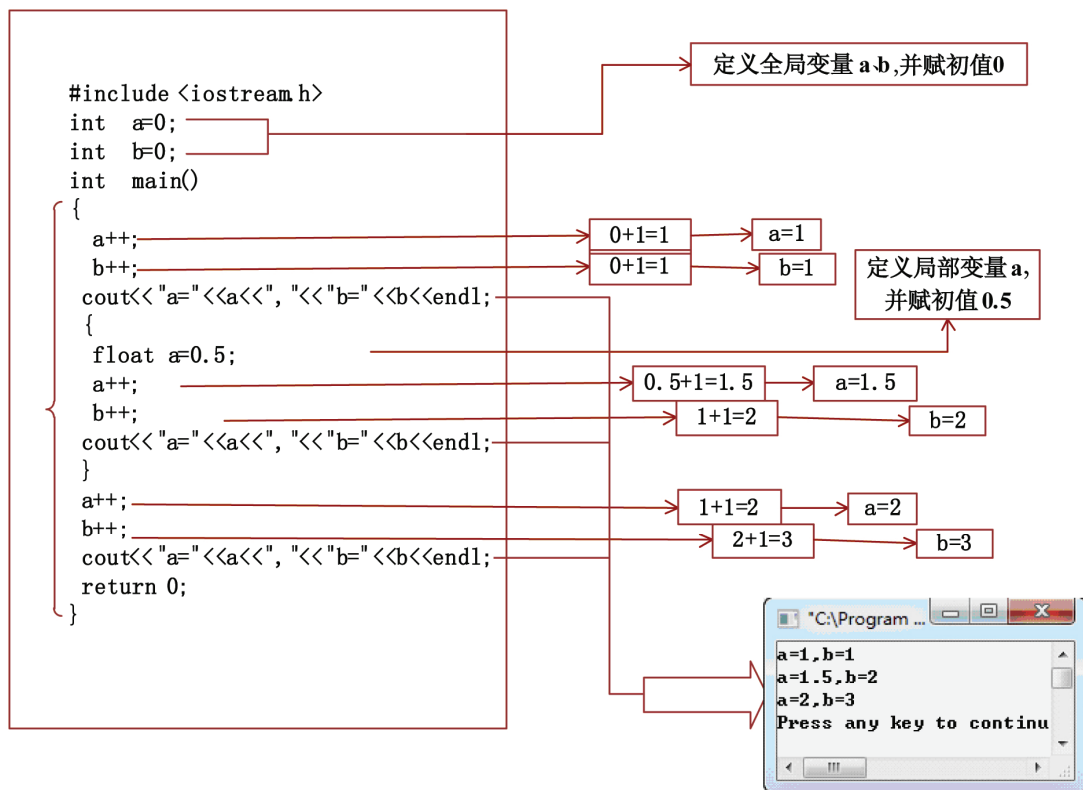 定义全局变量 a、b,并赋初值0
#include <iostream.h>
int a=0;
int b=0;
int main()
{
a++;
0+1=1
a=1
b++;
0+1=1
b=1
定义局部变量 a,
并赋初值 0.5
cout<< "a="<<a<<", "<<"b="<<b<<endl;
{
float a=0.5;
a++;
0.5+1=1.5
a=1.5
b++;
1+1=2
b=2
cout<< "a="<<a<<", "<<"b="<<b<<endl;
}
a++;
1+1=2
a=2
b++;
2+1=3
b=3
cout<< "a="<<a<<", "<<"b="<<b<<endl;
return 0;
}
"C:\Program ...
a=1,b=1
a=1.5,b=2
a=2,b=3
Press any key to continu